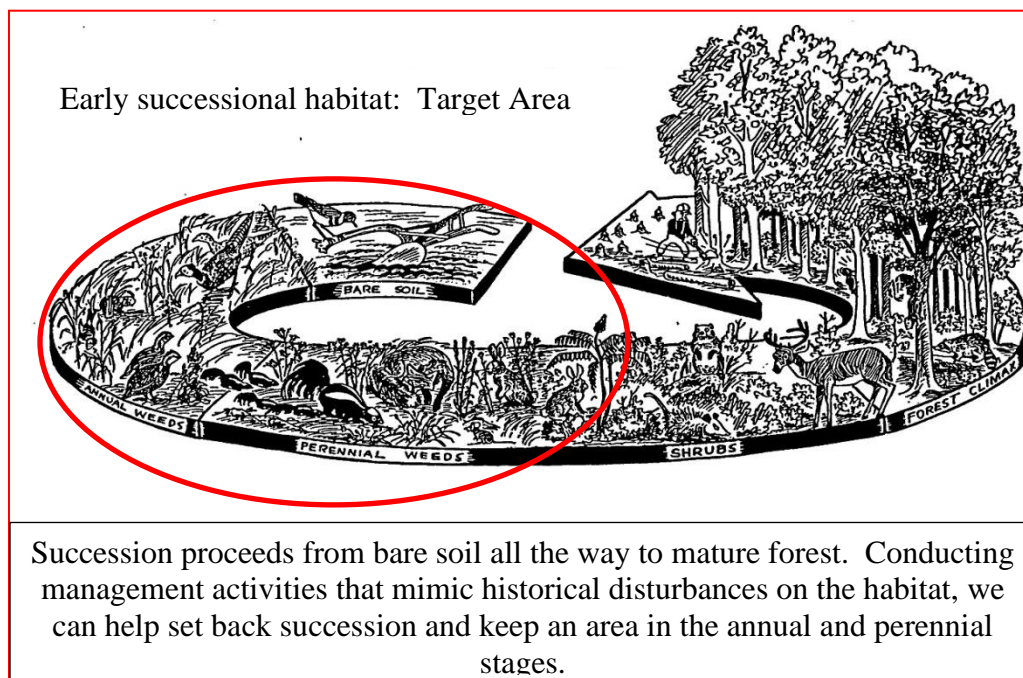 Early successional habitat:  Target Area
BARE SOIL
ANNUAL WEEDS
PERENNIAL WEEDS
SHRUBS
FOREST CLIMAX
Succession proceeds from bare soil all the way to mature forest.  Conducting
management activities that mimic historical disturbances on the habitat, we
can help set back succession and keep an area in the annual and perennial
stages.